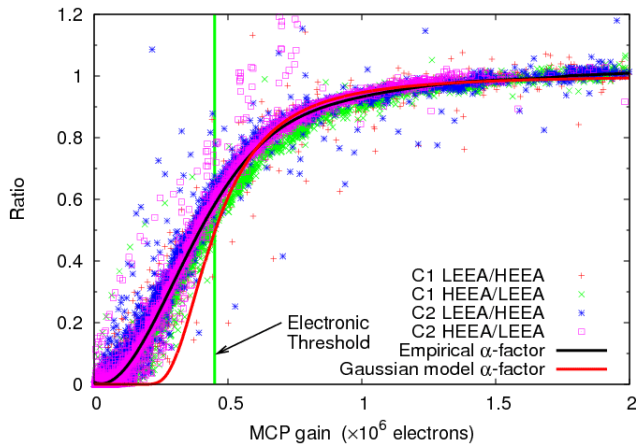 Ratio
1.2
1
0.8
0.6
0.4
0.2
0
0
0.5
1
1.5
2
MCP gain (×10⁶ electrons)
Electronic
Threshold
C1 LEEA/HEEA
C1 HEEA/LEEA
C2 LEEA/HEEA
C2 HEEA/LEEA
Empirical α-factor
Gaussian model α-factor